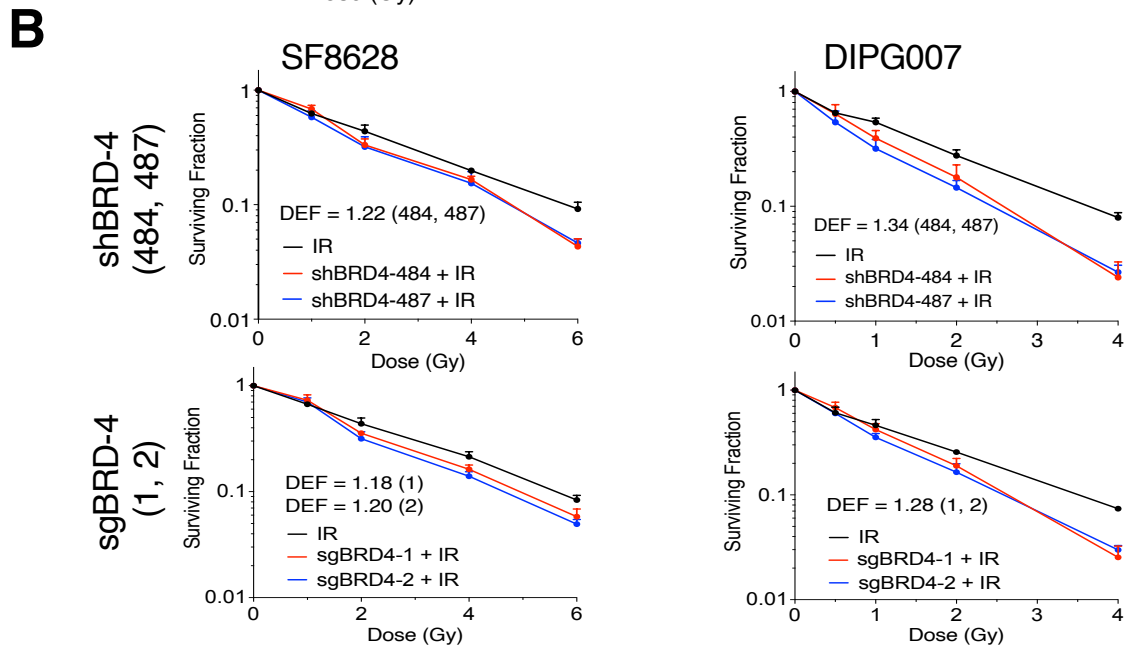 B
SF8628
DIPG007
shBRD-4
(484, 487)
Surviving Fraction
1
0.1
0.01
DEF = 1.22 (484, 487)
IR
shBRD4-484 + IR
shBRD4-487 + IR
0 2 4 6
Dose (Gy)
Surviving Fraction
1
0.1
0.01
DEF = 1.34 (484, 487)
IR
shBRD4-484 + IR
shBRD4-487 + IR
0 1 2 3 4
Dose (Gy)
sgBRD-4
(1, 2)
Surviving Fraction
1
0.1
0.01
DEF = 1.18 (1)
DEF = 1.20 (2)
IR
sgBRD4-1 + IR
sgBRD4-2 + IR
0 2 4 6
Dose (Gy)
Surviving Fraction
1
0.1
0.01
DEF = 1.28 (1, 2)
IR
sgBRD4-1 + IR
sgBRD4-2 + IR
0 1 2 3 4
Dose (Gy)